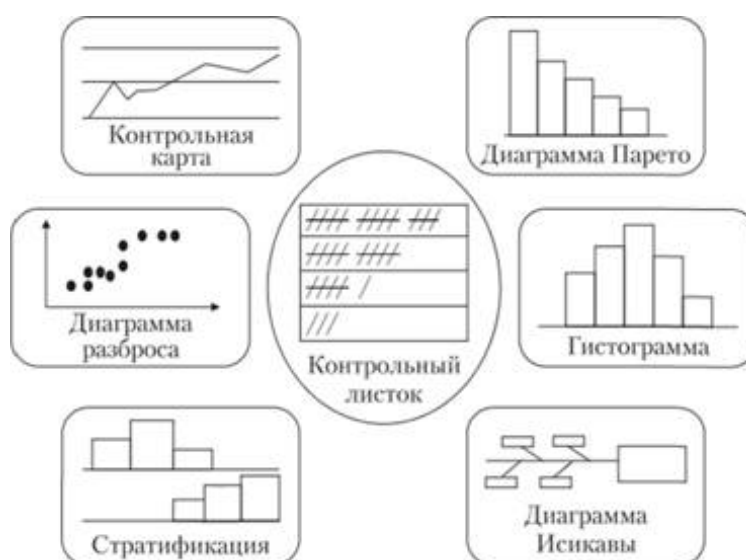 Контрольная
карта
Диаграмма Парето
Диаграмма
разброса
Контрольный
листок
Гистограмма
Стратификация
Диаграмма
Исикавы